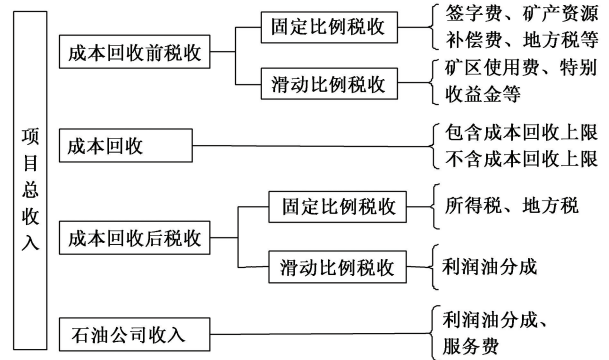 项目总收入
成本回收前税收
固定比例税收
签字费、矿产资源
补偿费、地方税等
滑动比例税收
矿区使用费、特别
收益金等
成本回收
包含成本回收上限
不含成本回收上限
成本回收后税收
固定比例税收
所得税、地方税
滑动比例税收
利润油分成
石油公司收入
利润油分成、
服务费